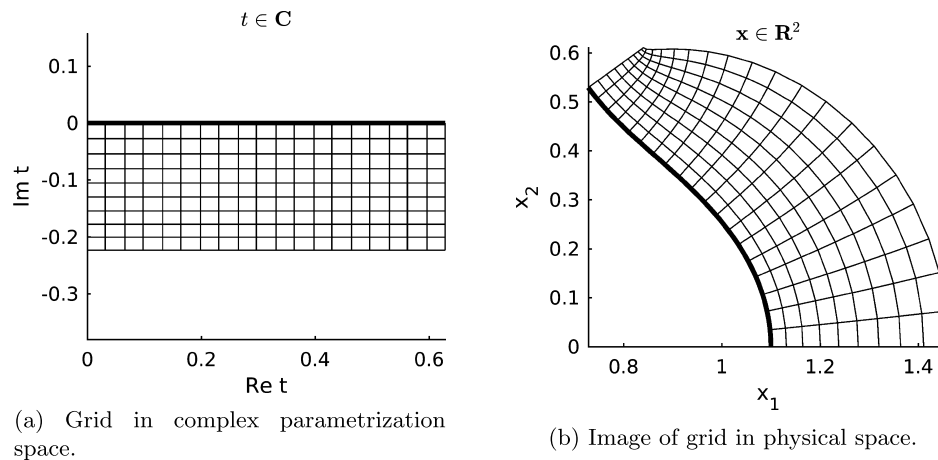 t ∈ C
0.1
0
-0.1
-0.2
-0.3
Im t
0
0.2
0.4
0.6
Re t
(a) Grid in complex parametrization
space.
x ∈ R²
0.6
0.5
0.4
0.3
0.2
0.1
0
x_2
0.8
1
1.2
1.4
x_1
(b) Image of grid in physical space.